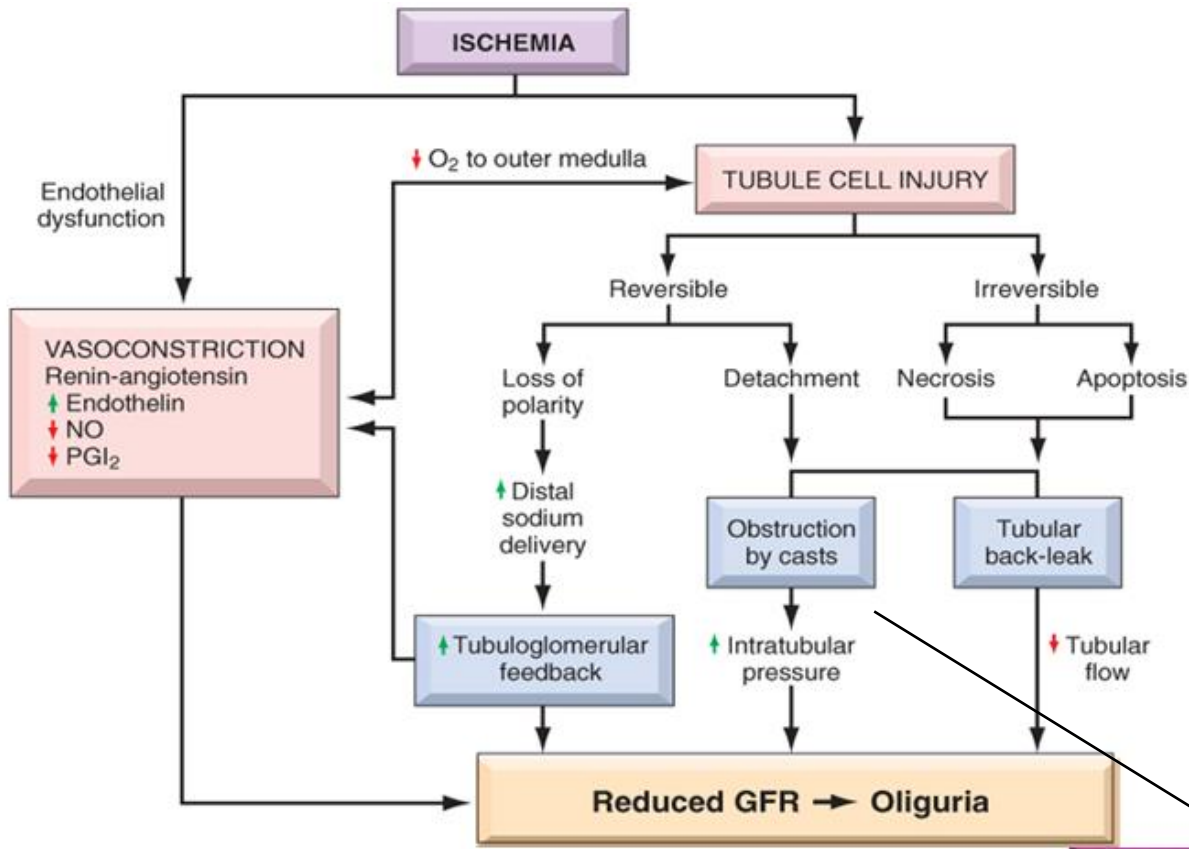 ISCHEMIA
↓ O₂ to outer medulla
TUBULE CELL INJURY
Endothelial
dysfunction
Reversible
Irreversible
VASOCONSTRICTION
Renin-angiotensin
↑ Endothelin
↓ NO
↓ PGI₂
Loss of
polarity
Detachment
Necrosis
Apoptosis
↑ Distal
sodium
delivery
Obstruction
by casts
Tubular
back-leak
↑ Tubuloglomerular
feedback
↑ Intratubular
pressure
↓ Tubular
flow
Reduced GFR → Oliguria